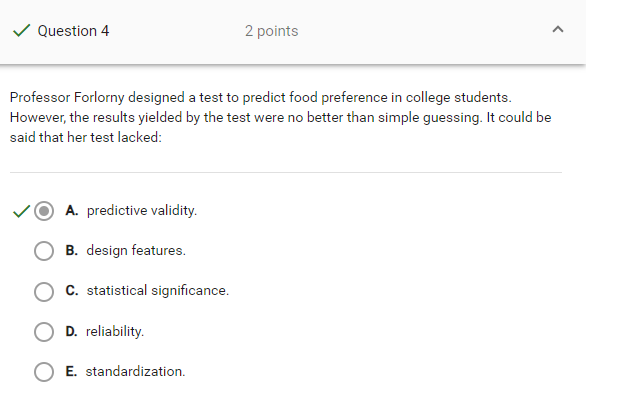 Question 4
2 points
Professor Forlorny designed a test to predict food preference in college students.
However, the results yielded by the test were no better than simple guessing. It could be
said that her test lacked:
A. predictive validity.
B. design features.
C. statistical significance.
D. reliability.
E. standardization.